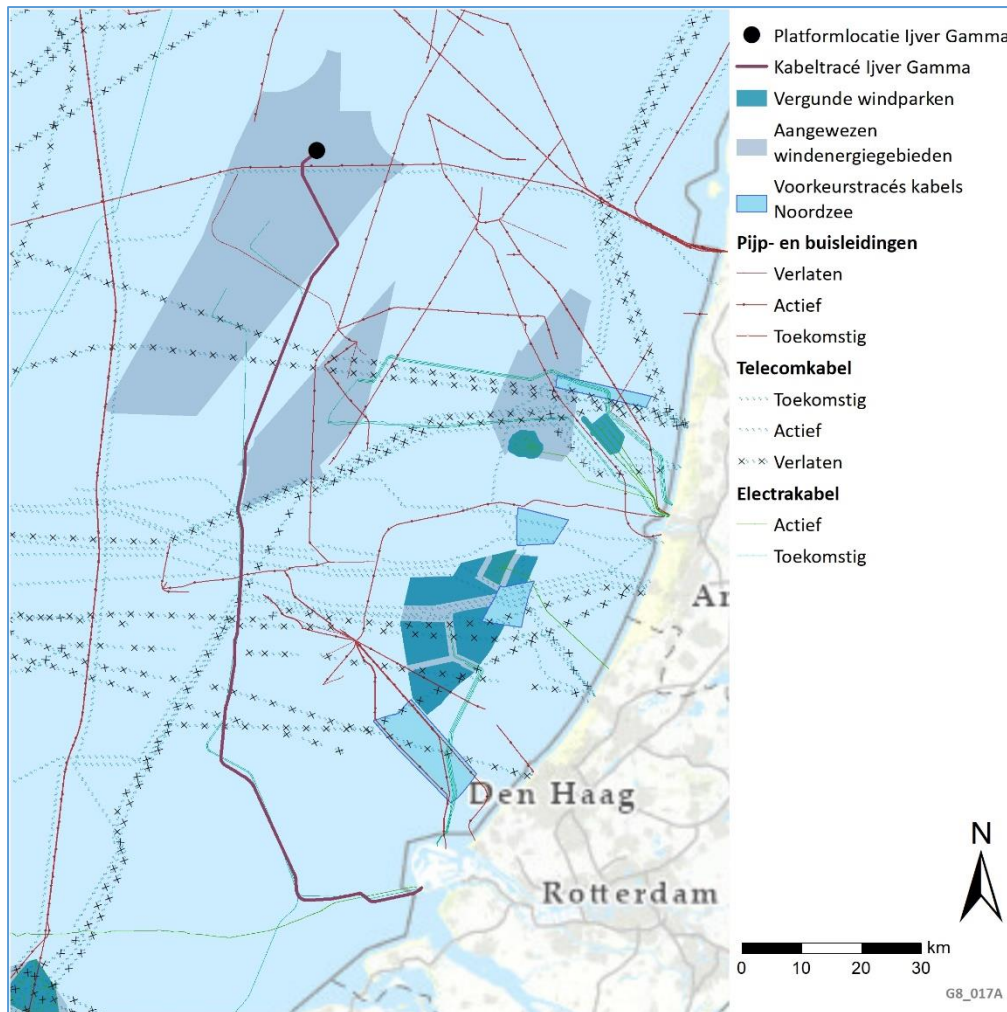 Platformlocatie Ijver Gamma
Kabeltracé Ijver Gamma
Vergunde windparken
Aangewezen
windenergiegebieden
Voorkeurstracés kabels
Noordzee
Pijp- en buisleidingen
Verlaten
Actief
Toekomstig
Telecomkabel
Toekomstig
Actief
Verlaten
Electrakabel
Actief
Toekomstig
Ar
Den Haag
Rotterdam
N
km
0 10 20 30
G8_017A